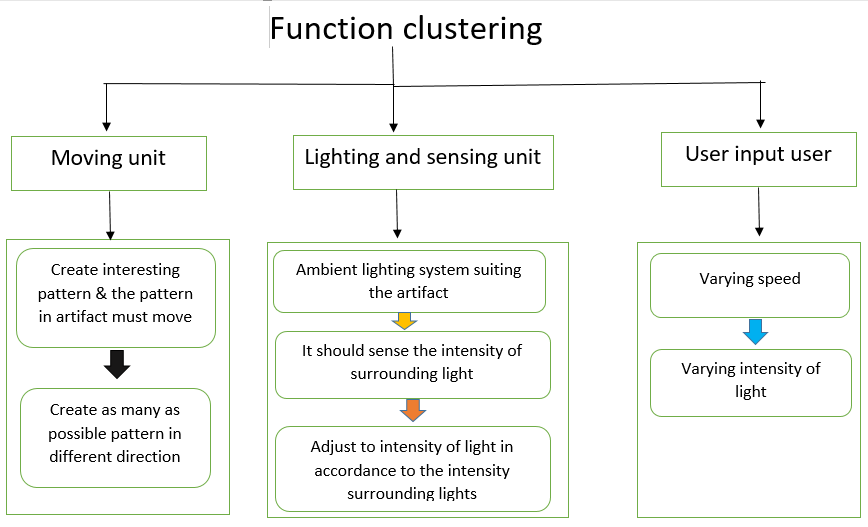 Function clustering
Moving unit
Lighting and sensing unit
User input user
Create interesting
pattern & the pattern
in artifact must move
Create as many as
possible pattern in
different direction
Ambient lighting system suiting
the artifact
It should sense the intensity of
surrounding light
Adjust to intensity of light in
accordance to the intensity
surrounding lights
Varying speed
Varying intensity of
light